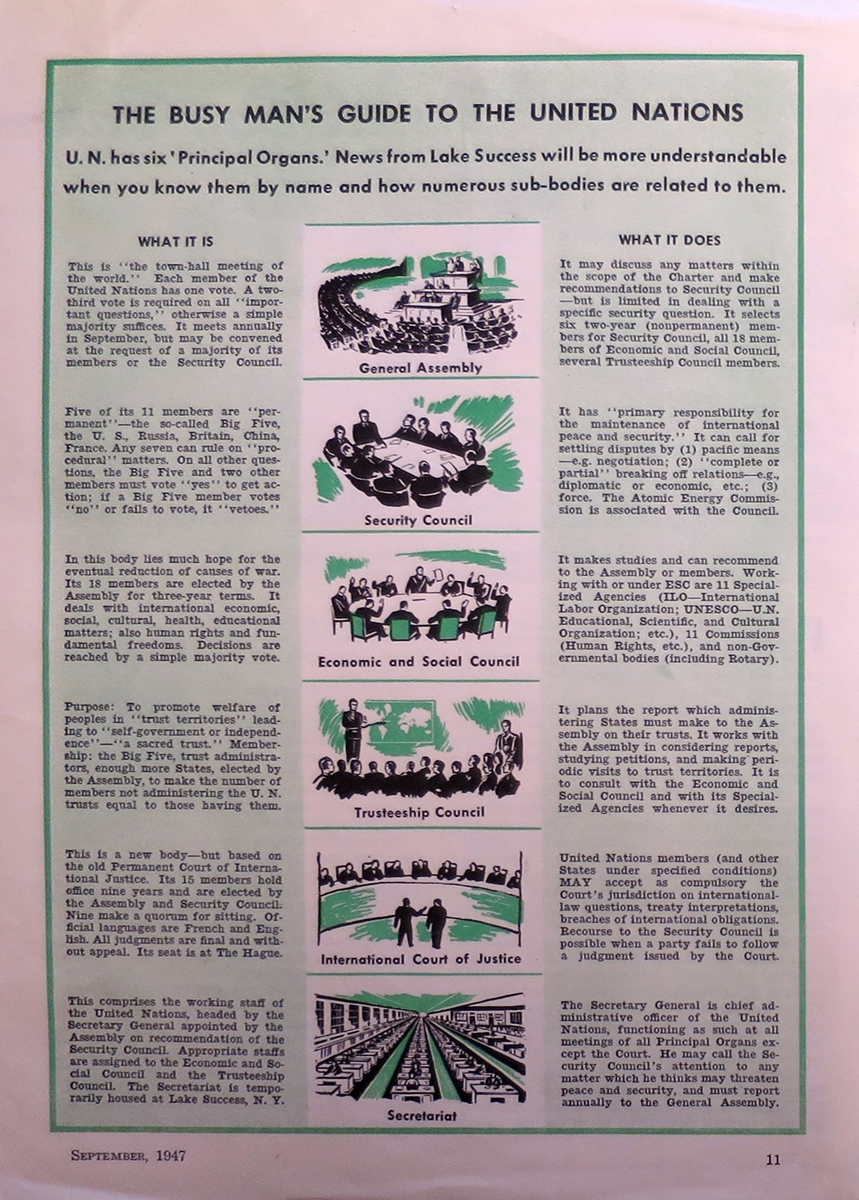 THE BUSY MAN'S GUIDE TO THE UNITED NATIONS
U. N. has six 'Principal Organs.' News from Lake Success will be more understandable
when you know them by name and how numerous sub-bodies are related to them.
WHAT IT IS
This is "the town-hall meeting of
the world." Each member of the
United Nations has one vote. A two-
third vote is required on all "impor-
tant questions," otherwise a simple
majority suffices. It meets annually
in September, but may be convened
at the request of a majority of its
members or the Security Council.
General Assembly
WHAT IT DOES
It may discuss any matters within
the scope of the Charter and make
recommendations to Security Council
—but is limited in dealing with a
specific security question. It selects
six two-year (nonpermanent) mem-
bers for Security Council, all 18 mem-
bers of Economic and Social Council,
several Trusteeship Council members.
Five of its 11 members are "per-
manent"—the so-called Big Five,
the U. S., Russia, Britain, China,
France. Any seven can rule on "pro-
cedural" matters. On all other ques-
tions, the Big Five and two other
members must vote "yes" to get ac-
tion; if a Big Five member votes
"no" or fails to vote, it "vetoes."
Security Council
It has "primary responsibility for
the maintenance of international
peace and security." It can call for
settling disputes by (1) pacific means
—e.g. negotiation; (2) "complete or
partial" breaking off relations—e.g.,
diplomatic or economic, etc.; (3)
force. The Atomic Energy Commis-
sion is associated with the Council.
In this body lies much hope for the
eventual reduction of causes of war.
Its 18 members are elected by the
Assembly for three-year terms. It
deals with international economic,
social, cultural, health, educational
matters; also human rights and fun-
damental freedoms. Decisions are
reached by a simple majority vote.
Economic and Social Council
It makes studies and can recommend
to the Assembly or members. Work-
ing with or under ESC are 11 Special-
ized Agencies (ILO—International
Labor Organization; UNESCO—U.N.
Educational, Scientific, and Cultural
Organization; etc.), 11 Commissions
(Human Rights, etc.), and non-Gov-
ernmental bodies (including Rotary).
Purpose: To promote welfare of
peoples in "trust territories" lead-
ing to "self-government or independ-
ence"—"a sacred trust." Member-
ship: the Big Five, trust administra-
tors, enough more States, elected by
the Assembly, to make the number of
members not administering the U. N.
trusts equal to those having them.
Trusteeship Council
It plans the report which adminis-
tering States must make to the As-
sembly on their trusts. It works with
the Assembly in considering reports,
studying petitions, and making peri-
odic visits to trust territories. It is
to consult with the Economic and
Social Council and with its Special-
ized Agencies whenever it desires.
This is a new body—but based on
the old Permanent Court of Interna-
tional Justice. Its 15 members hold
office nine years and are elected by
the Assembly and Security Council.
Nine make a quorum for sitting. Of-
ficial languages are French and Eng-
lish. All judgments are final and with-
out appeal. Its seat is at The Hague.
International Court of Justice
United Nations members (and other
States under specified conditions)
MAY accept as compulsory the
Court's jurisdiction on international-
law questions, treaty interpretations,
breaches of international obligations.
Recourse to the Security Council is
possible when a party fails to follow
a judgment issued by the Court.
This comprises the working staff of
the United Nations, headed by the
Secretary General appointed by the
Assembly on recommendation of the
Security Council. Appropriate staffs
are assigned to the Economic and So-
cial Council and the Trusteeship
Council. The Secretariat is tempo-
rarily housed at Lake Success, N. Y.
Secretariat
The Secretary General is chief ad-
ministrative officer of the United
Nations, functioning as such at all
meetings of all Principal Organs ex-
cept the Court. He may call the Se-
curity Council's attention to any
matter which he thinks may threaten
peace and security, and must report
annually to the General Assembly.
SEPTEMBER, 1947
11